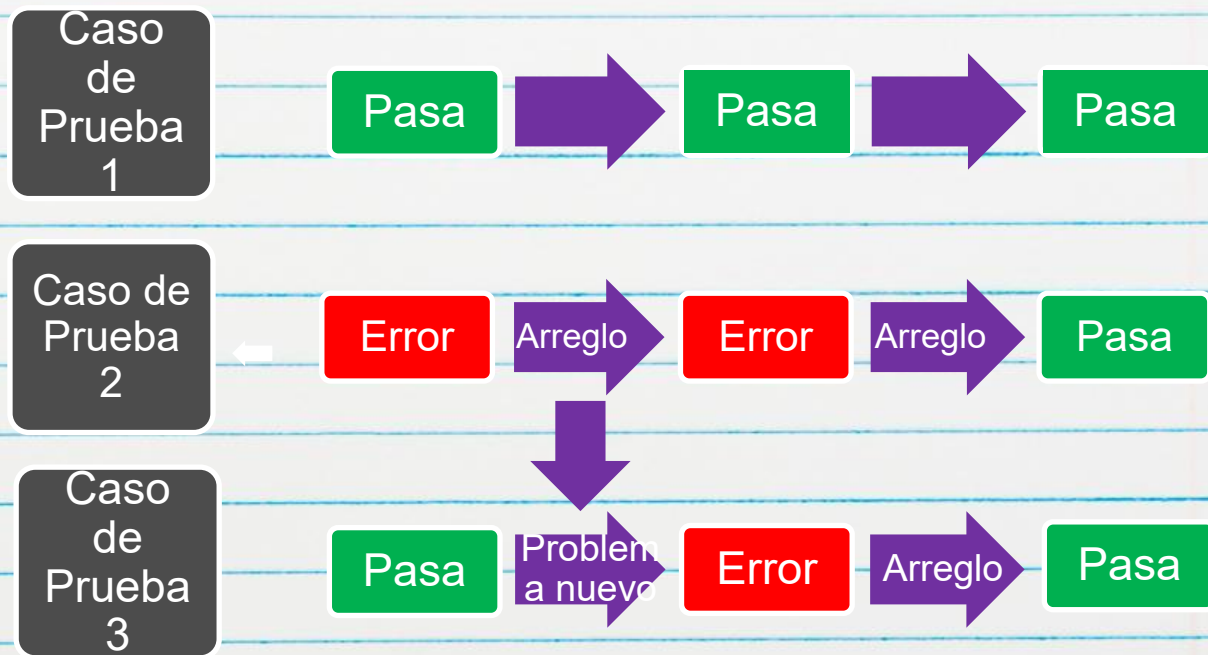 Caso
de
Prueba
1
Pasa
Pasa
Pasa
Caso de
Prueba
2
Error
Arreglo
Error
Arreglo
Pasa
Caso
de
Prueba
3
Pasa
Problem
a nuevo
Error
Arreglo
Pasa